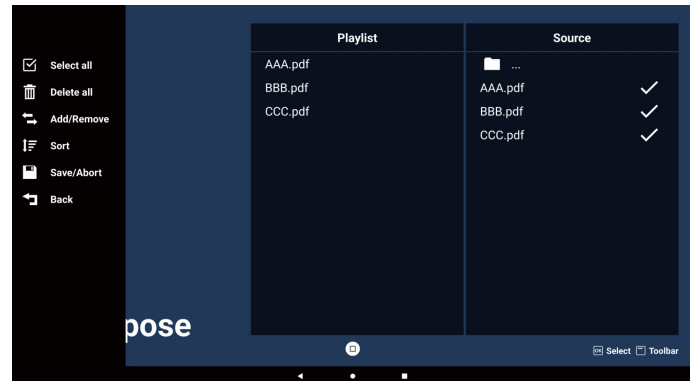 Select all
Delete all
Add/Remove
Sort
Save/Abort
Back
pose
Playlist
AAA.pdf
BBB.pdf
CCC.pdf
Source
...
AAA.pdf
BBB.pdf
CCC.pdf
OK Select Toolbar